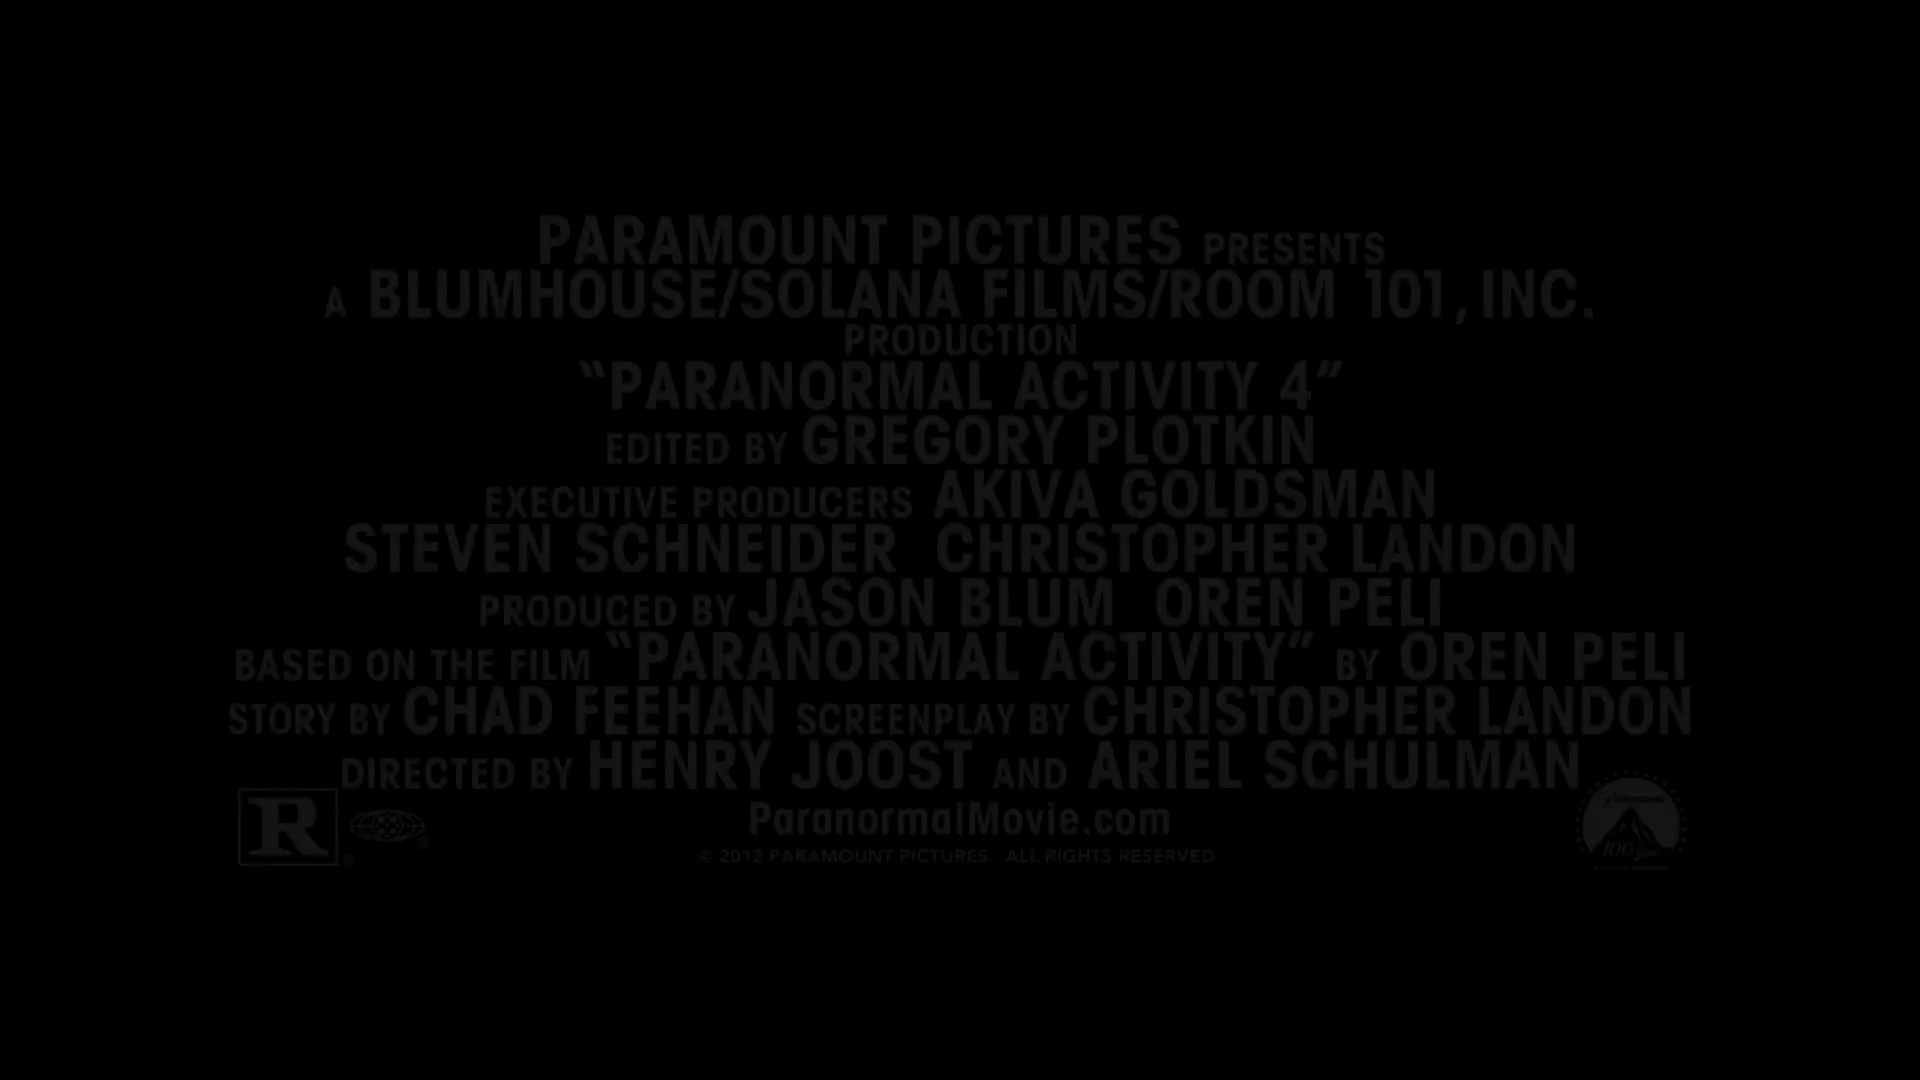 PARAMOUNT PICTURES PRESENTS
A BLUMHOUSE/SOLANA FILMS/ROOM 101, INC.
PRODUCTION
“PARANORMAL ACTIVITY 4”
EDITED BY GREGORY PLOTKIN
EXECUTIVE PRODUCERS AKIVA GOLDSMAN
STEVEN SCHNEIDER CHRISTOPHER LANDON
PRODUCED BY JASON BLUM OREN PELI
BASED ON THE FILM “PARANORMAL ACTIVITY” BY OREN PELI
STORY BY CHAD FEEHAN SCREENPLAY BY CHRISTOPHER LANDON
DIRECTED BY HENRY JOOST AND ARIEL SCHULMAN
R ®
®
ParanormalMovie.com
© 2012 PARAMOUNT PICTURES. ALL RIGHTS RESERVED.
Paramount
100